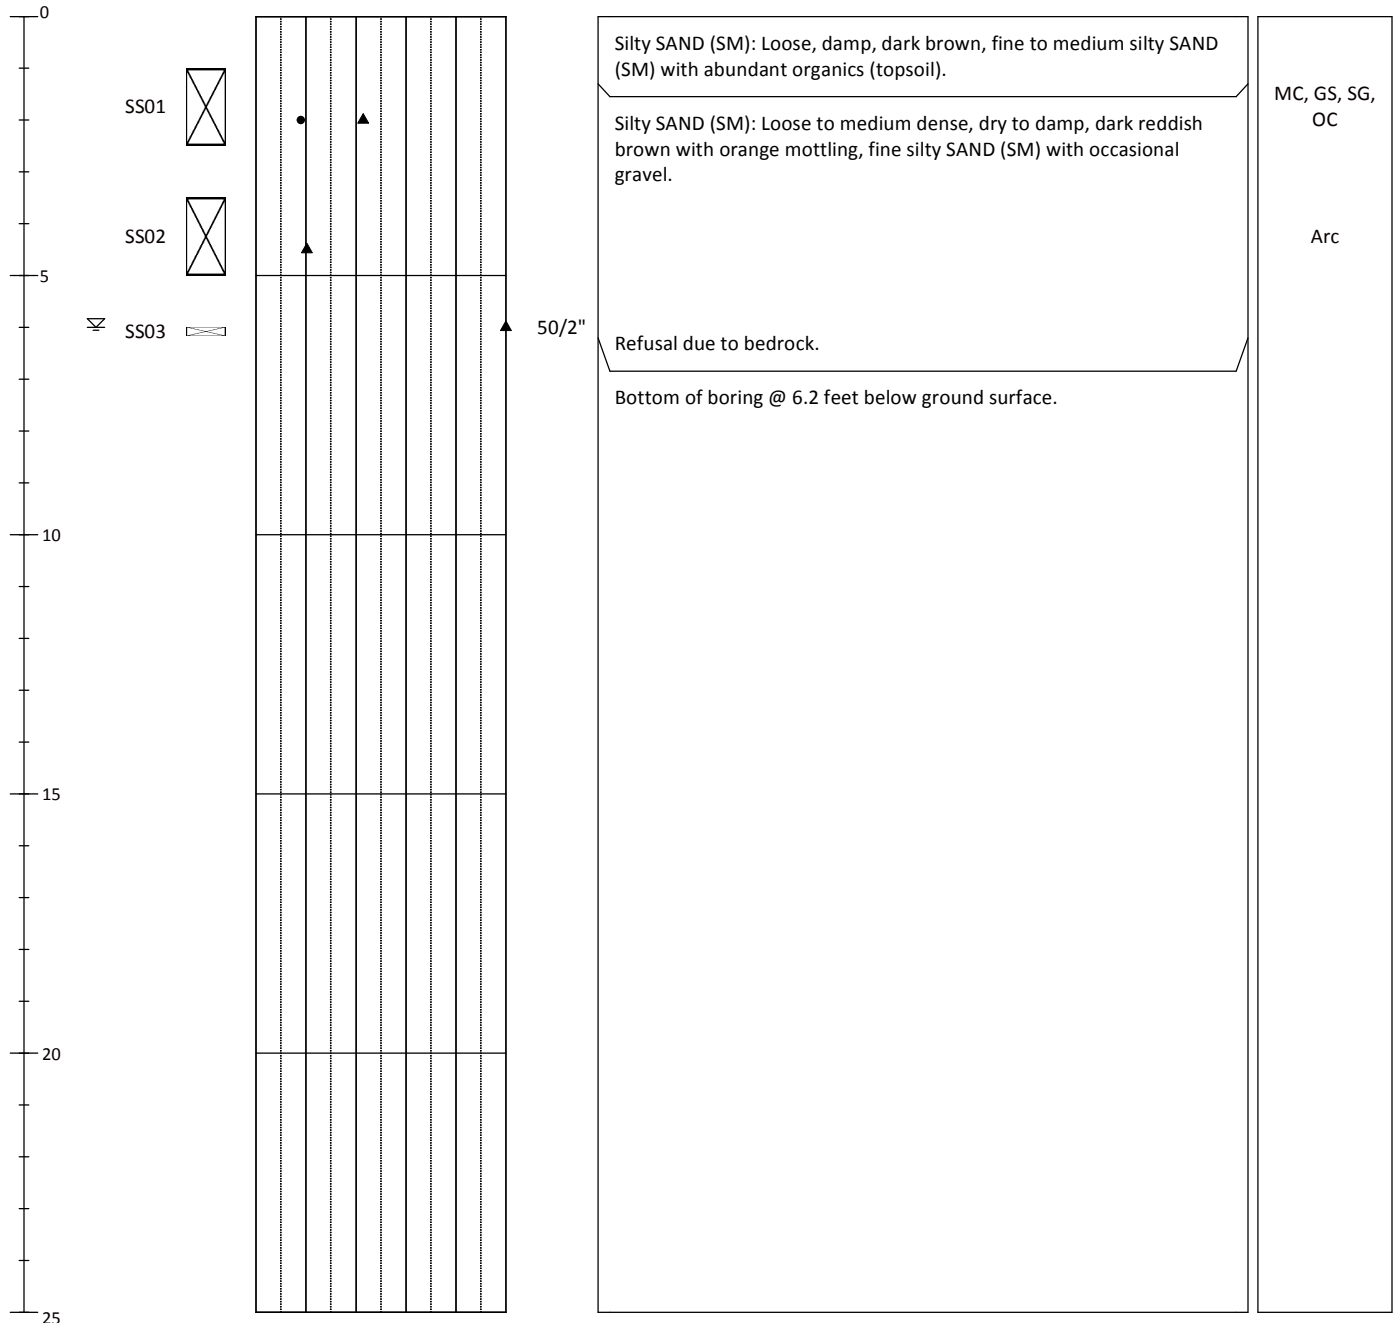 0
Silty SAND (SM): Loose, damp, dark brown, fine to medium silty SAND
(SM) with abundant organics (topsoil).
SS01
MC, GS, SG,
OC
Silty SAND (SM): Loose to medium dense, dry to damp, dark reddish
brown with orange mottling, fine silty SAND (SM) with occasional
gravel.
SS02
Arc
5
SS03
50/2"
Refusal due to bedrock.
Bottom of boring @ 6.2 feet below ground surface.
10
15
20
25